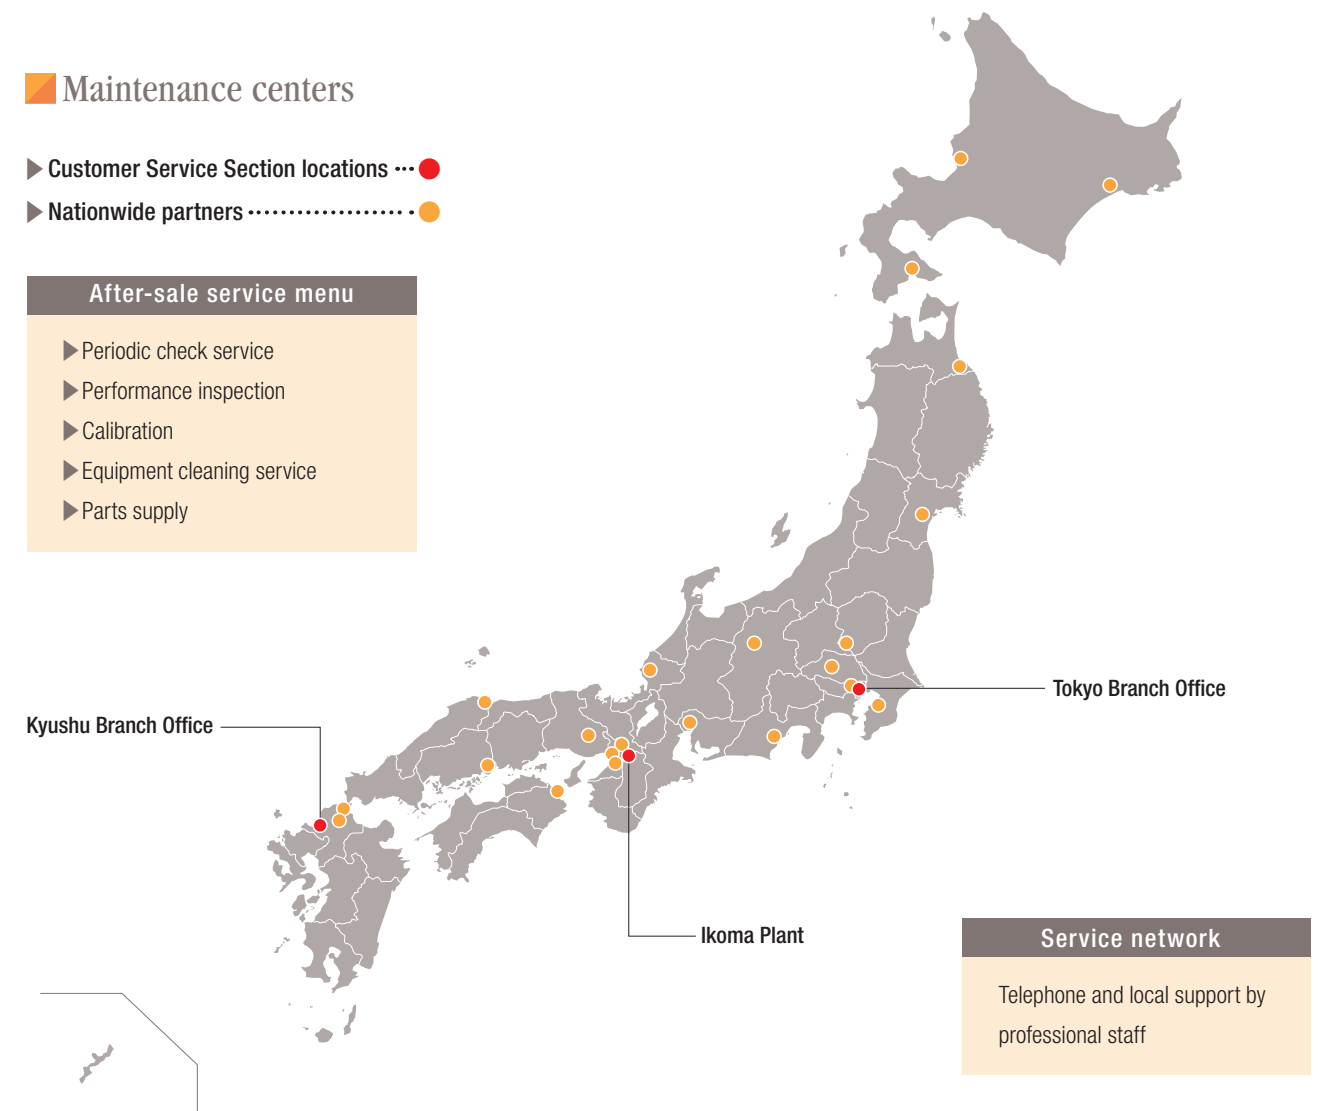 Maintenance centers
Customer Service Section locations
Nationwide partners
After-sale service menu
Periodic check service
Performance inspection
Calibration
Equipment cleaning service
Parts supply
Tokyo Branch Office
Kyushu Branch Office
Ikoma Plant
Service network
Telephone and local support by
professional staff